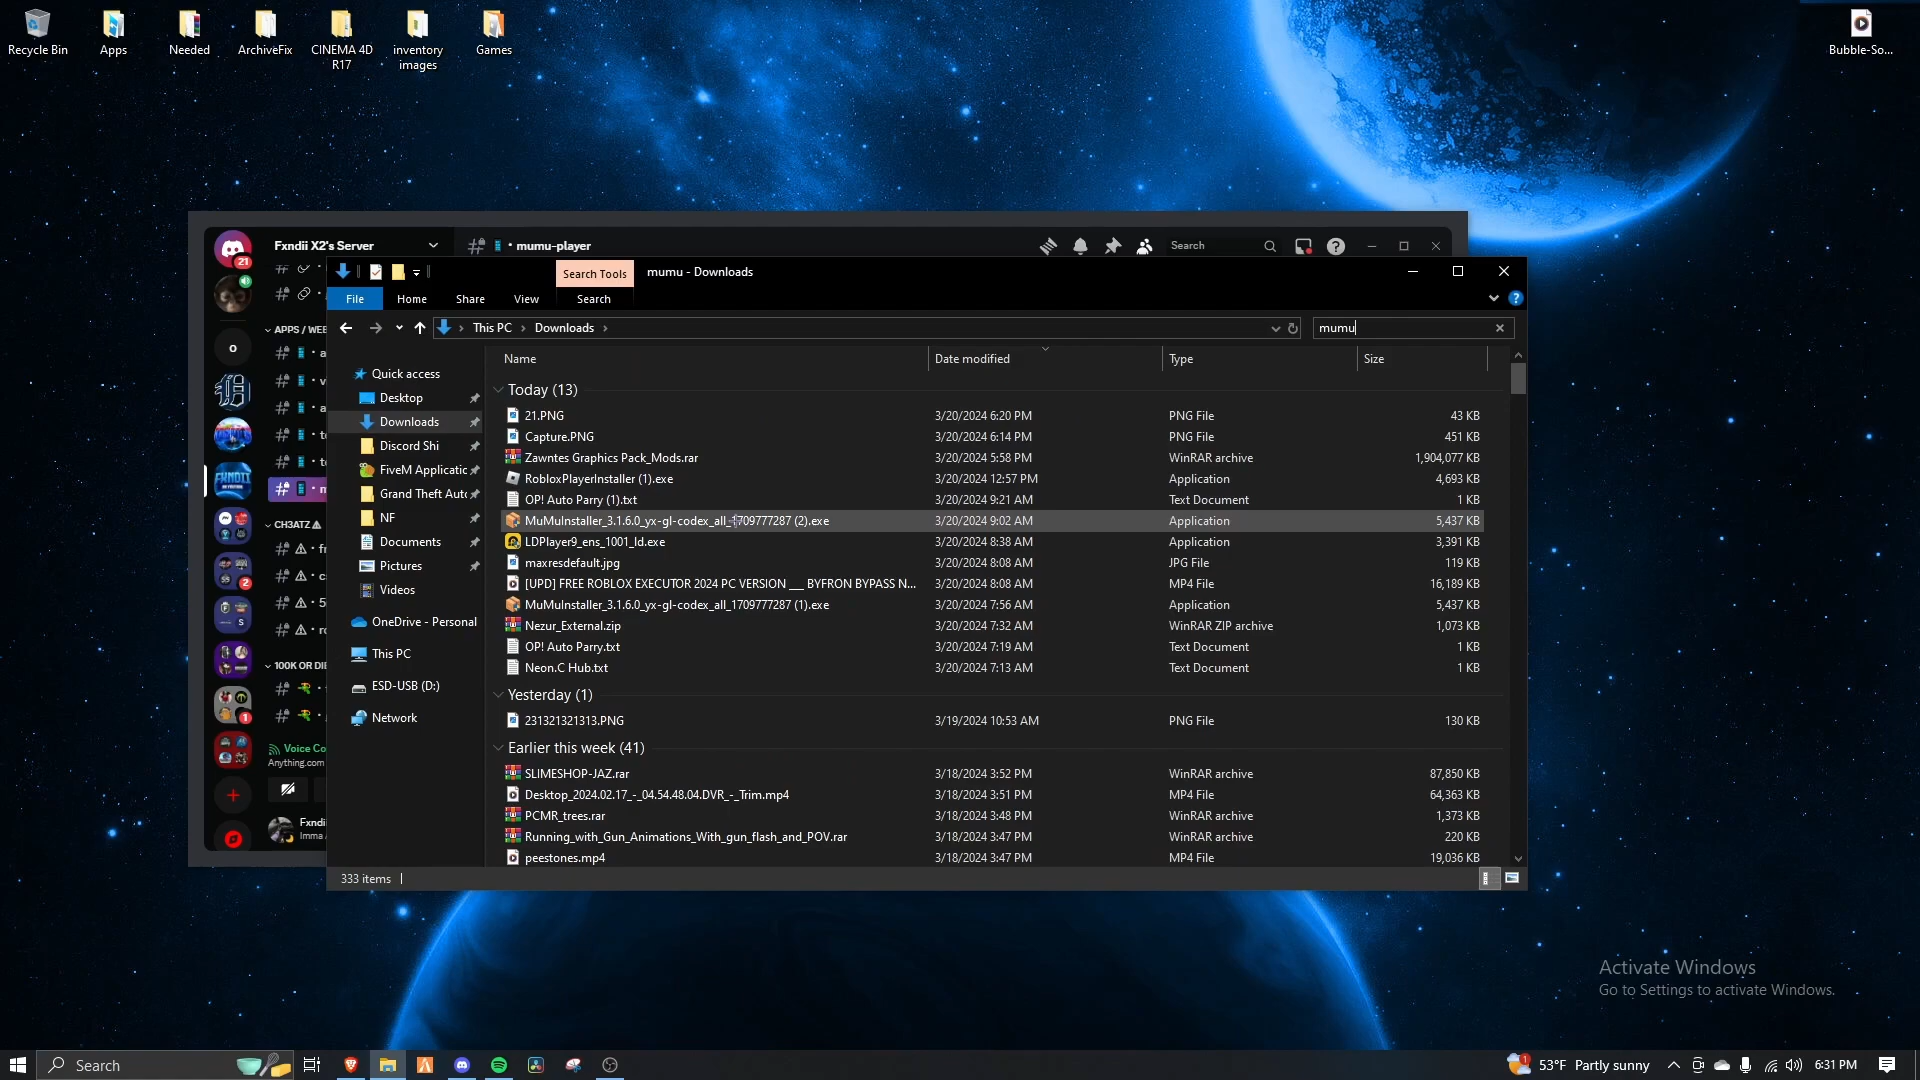 Recycle Bin
Apps
Needed
ArchiveFix
CINEMA 4D
R17
inventory
images
Games
Bubble-So...
Fxndii X2's Server
mumu-player
Search
21
APPS / WEB
CH3ATZ
2
100K OR DIE
1
Voice Co
Anything.com
Fxndii
Imma
Search Tools
mumu - Downloads
File
Home
Share
View
Search
This PC
Downloads
mumu
Name
Date modified
Type
Size
Quick access
Desktop
Downloads
Discord Shi
FiveM Applicatic
Grand Theft Autc
NF
Documents
Pictures
Videos
OneDrive - Personal
This PC
ESD-USB (D:)
Network
Today (13)
21.PNG 3/20/2024 6:20 PM PNG File 43 KB
Capture.PNG 3/20/2024 6:14 PM PNG File 451 KB
Zawntes Graphics Pack_Mods.rar 3/20/2024 5:58 PM WinRAR archive 1,904,077 KB
RobloxPlayerInstaller (1).exe 3/20/2024 12:57 PM Application 4,693 KB
OP! Auto Parry (1).txt 3/20/2024 9:21 AM Text Document 1 KB
MuMuInstaller_3.1.6.0_yx-gl-codex_all_1709777287 (2).exe 3/20/2024 9:02 AM Application 5,437 KB
LDPlayer9_ens_1001_ld.exe 3/20/2024 8:38 AM Application 3,391 KB
maxresdefault.jpg 3/20/2024 8:08 AM JPG File 119 KB
[UPD] FREE ROBLOX EXECUTOR 2024 PC VERSION ___ BYFRON BYPASS N... 3/20/2024 8:08 AM MP4 File 16,189 KB
MuMuInstaller_3.1.6.0_yx-gl-codex_all_1709777287 (1).exe 3/20/2024 7:56 AM Application 5,437 KB
Nezur_External.zip 3/20/2024 7:32 AM WinRAR ZIP archive 1,073 KB
OP! Auto Parry.txt 3/20/2024 7:19 AM Text Document 1 KB
Neon.C Hub.txt 3/20/2024 7:13 AM Text Document 1 KB
Yesterday (1)
231321321313.PNG 3/19/2024 10:53 AM PNG File 130 KB
Earlier this week (41)
SLIMESHOP-JAZ.rar 3/18/2024 3:52 PM WinRAR archive 87,850 KB
Desktop_2024.02.17_-_04.54.48.04.DVR_-_Trim.mp4 3/18/2024 3:51 PM MP4 File 64,363 KB
PCMR_trees.rar 3/18/2024 3:48 PM WinRAR archive 1,373 KB
Running_with_Gun_Animations_With_gun_flash_and_POV.rar 3/18/2024 3:47 PM WinRAR archive 220 KB
peestones.mp4 3/18/2024 3:47 PM MP4 File 19,036 KB
333 items
Activate Windows
Go to Settings to activate Windows.
Search
53°F Partly sunny
6:31 PM